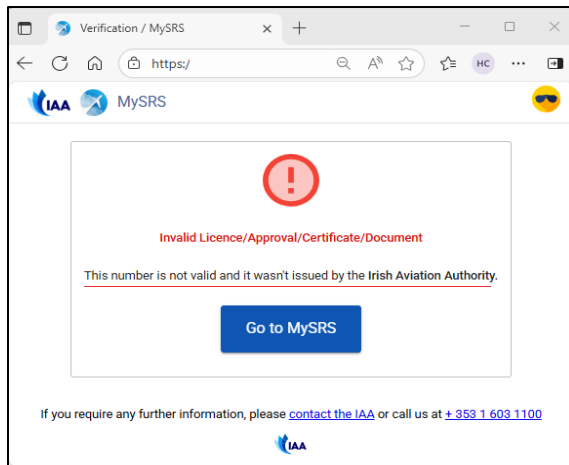 Verification / MySRS
https:/
HC
IAA MySRS
Invalid Licence/Approval/Certificate/Document
This number is not valid and it wasn't issued by the Irish Aviation Authority.
Go to MySRS
If you require any further information, please contact the IAA or call us at + 353 1 603 1100
IAA